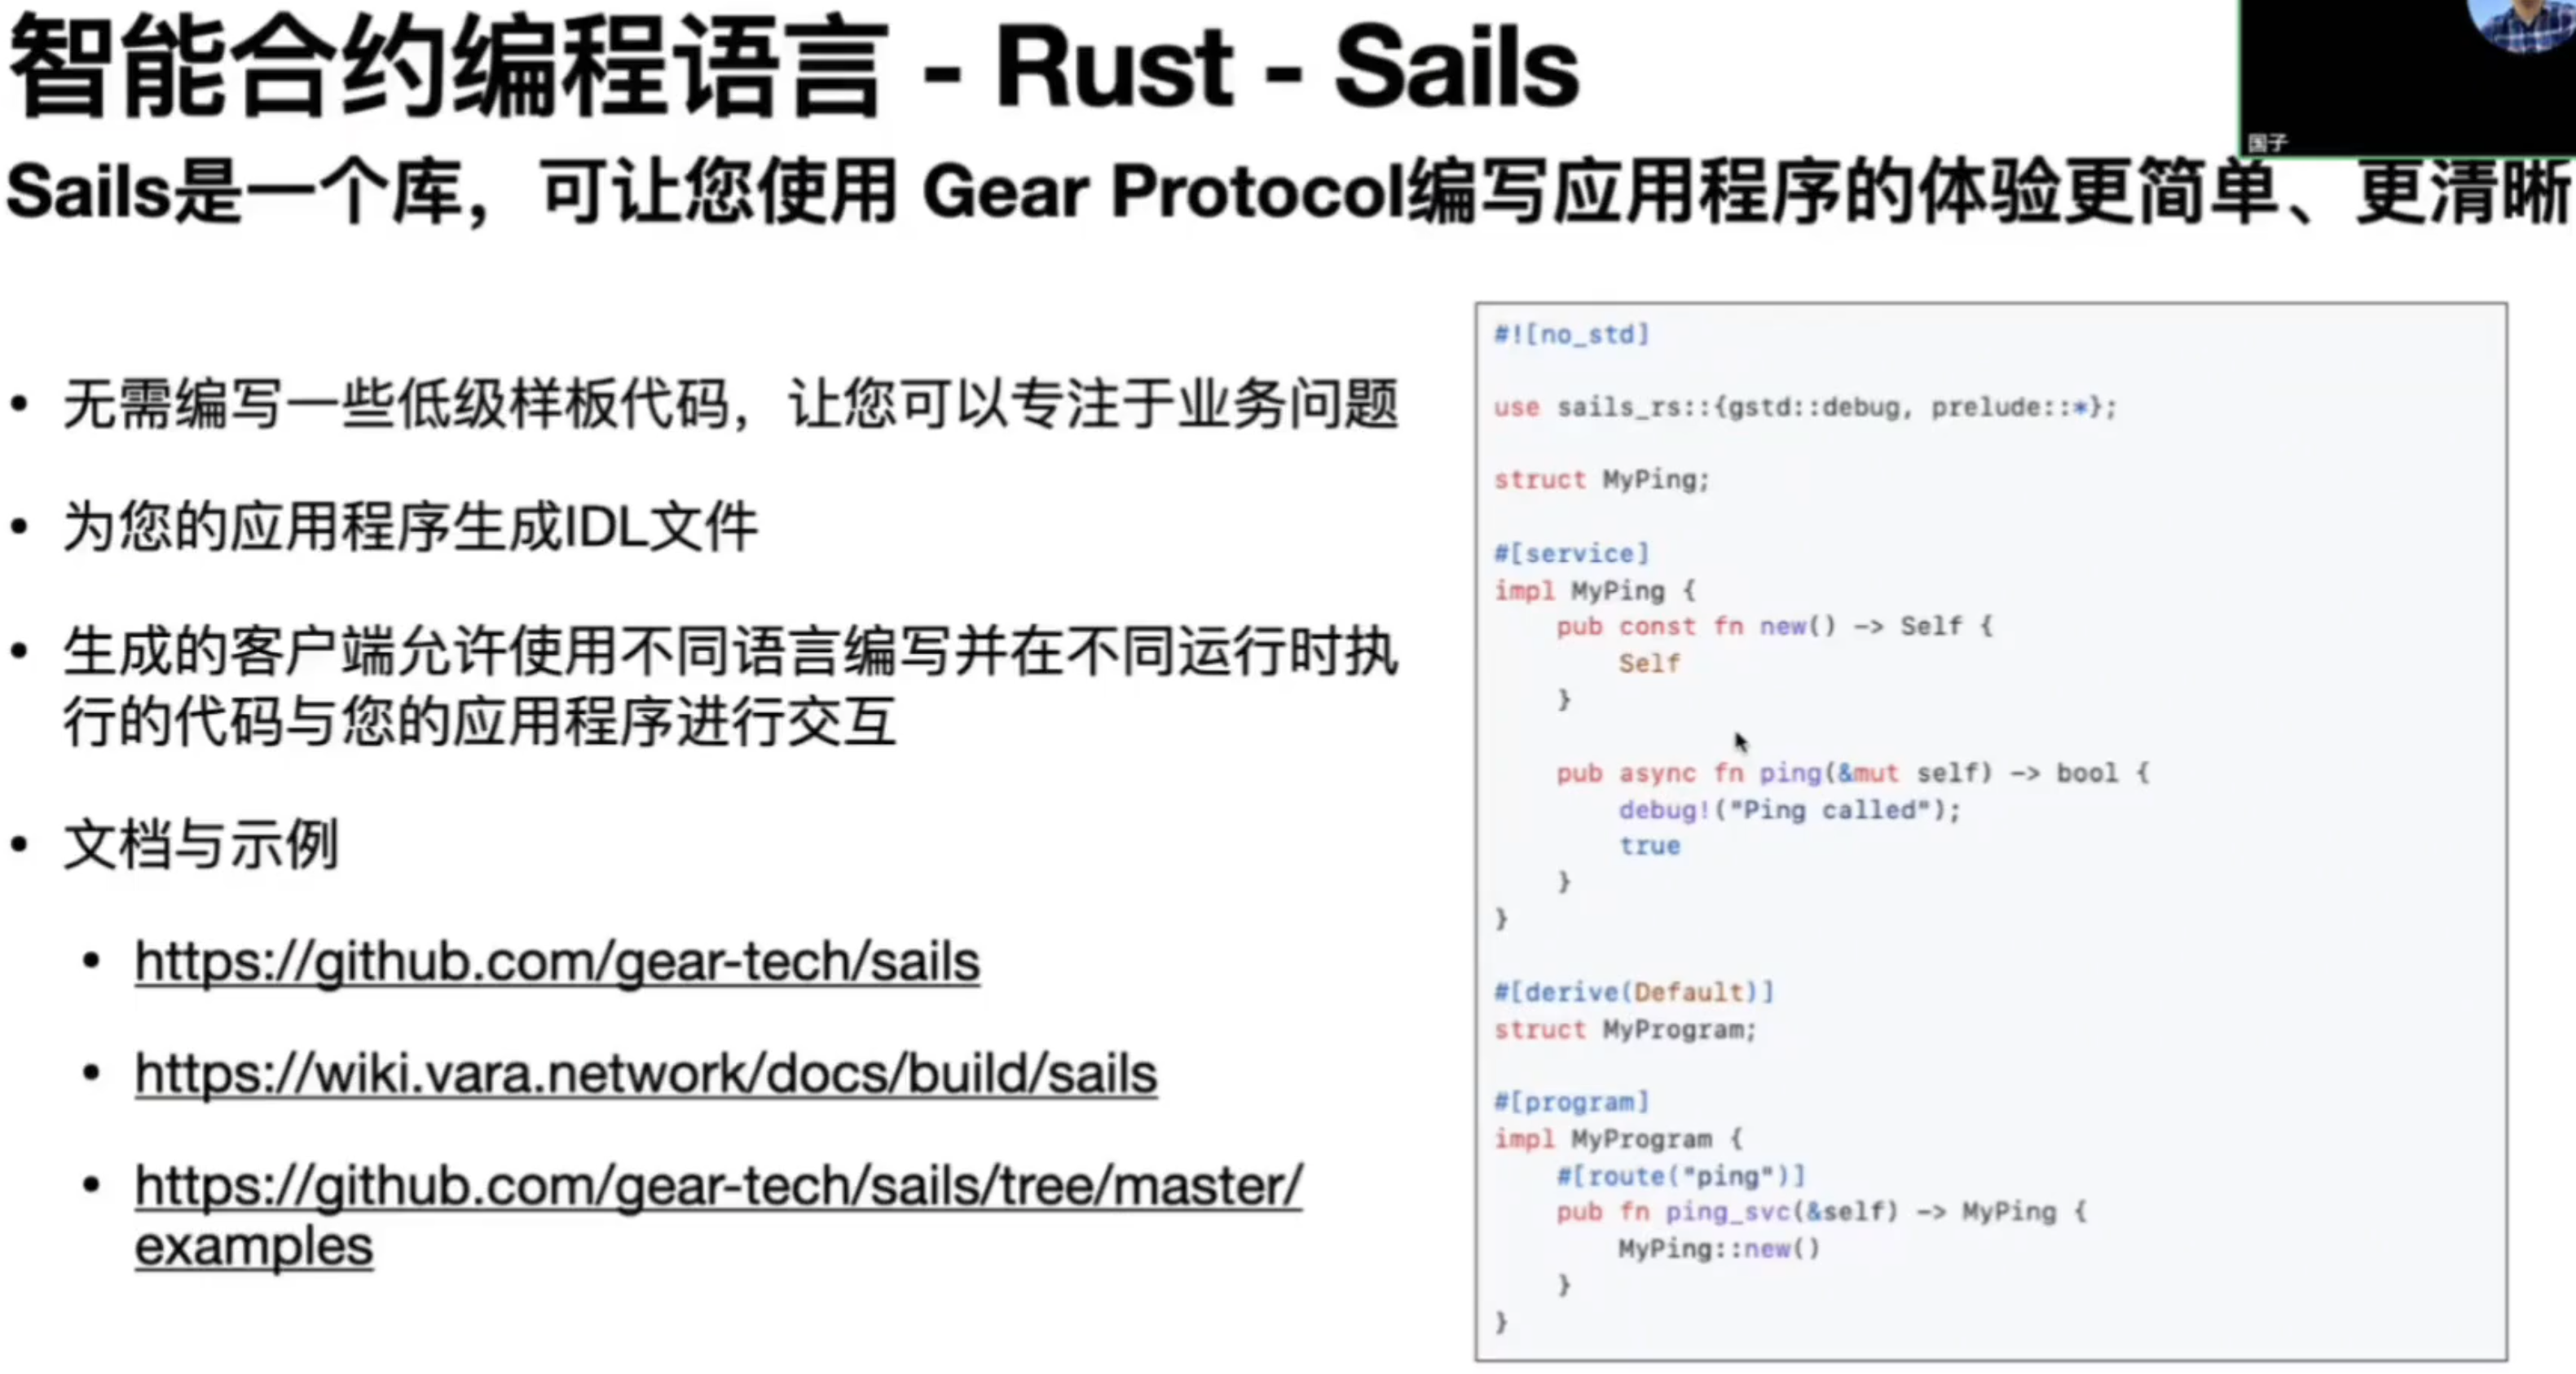 智能合约编程语言 - Rust - Sails
国子
Sails是一个库，可让您使用 Gear Protocol编写应用程序的体验更简单、更清晰
• 无需编写一些低级样板代码，让您可以专注于业务问题
• 为您的应用程序生成IDL文件
• 生成的客户端允许使用不同语言编写并在不同运行时执
行的代码与您的应用程序进行交互
• 文档与示例
• https://github.com/gear-tech/sails
• https://wiki.vara.network/docs/build/sails
• https://github.com/gear-tech/sails/tree/master/
examples
#![no_std]
use sails_rs::{gstd::debug, prelude::*};
struct MyPing;
#[service]
impl MyPing {
    pub const fn new() -> Self {
        Self
    }
    pub async fn ping(&mut self) -> bool {
        debug!("Ping called");
        true
    }
}
#[derive(Default)]
struct MyProgram;
#[program]
impl MyProgram {
    #[route("ping")]
    pub fn ping_svc(&self) -> MyPing {
        MyPing::new()
    }
}